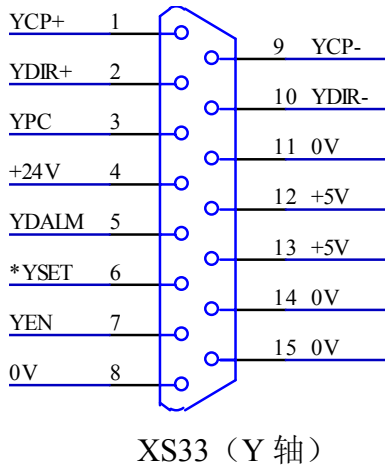 YCP+ 1
9 YCP-
YDIR+ 2
10 YDIR-
YPC 3
11 0V
+24V 4
12 +5V
YDALM 5
13 +5V
*YSET 6
14 0V
YEN 7
15 0V
0V 8
XS33（Y 轴）